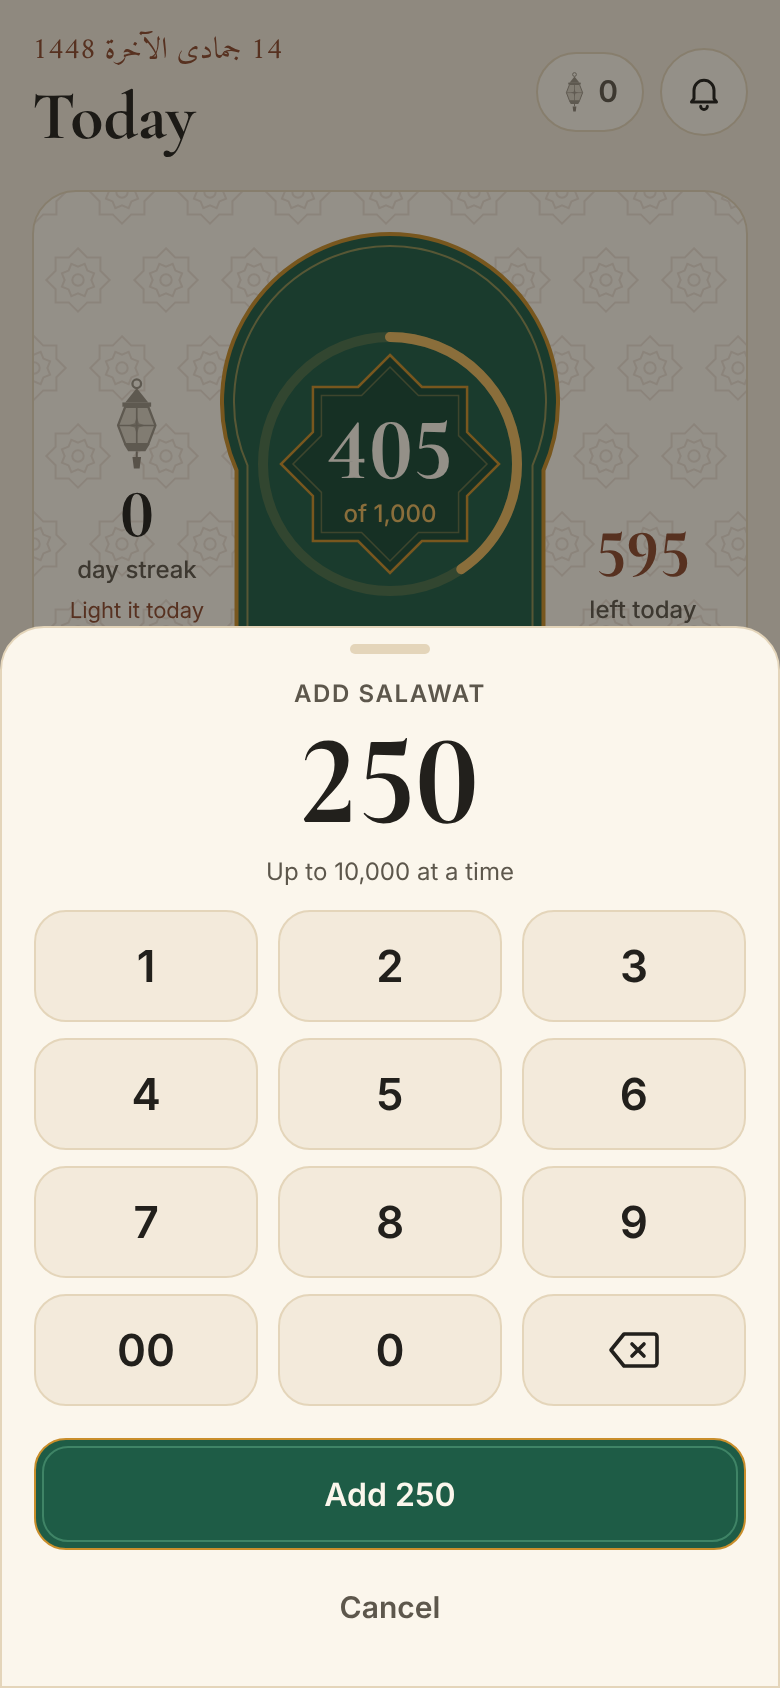 14 جمادى الآخرة 1448
Today
0
405
of 1,000
0
day streak
Light it today
595
left today
ADD SALAWAT
250
Up to 10,000 at a time
1
2
3
4
5
6
7
8
9
00
0
Add 250
Cancel